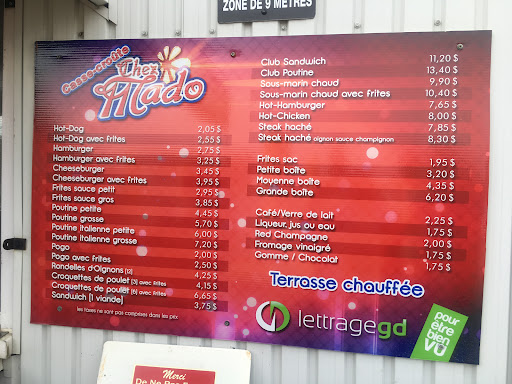 ZONE DE 9 MÈTRES
Casse-croûte
Chez
Mado
Hot-Dog 2,05 $
Hot-Dog avec frites 2,55 $
Hamburger 2,75 $
Hamburger avec frites 3,25 $
Cheeseburger 3,45 $
Cheeseburger avec frites 3,95 $
Frites sauce petit 2,95 $
Frites sauce gros 3,85 $
Poutine petite 4,45 $
Poutine grosse 5,70 $
Poutine italienne petite 6,00 $
Poutine italienne grosse 7,20 $
Pogo 2,00 $
Pogo avec frites 2,50 $
Randelles d'Oignons (12) 4,25 $
Croquettes de poulet (3) avec frites 4,15 $
Croquettes de poulet (6) avec frites 6,65 $
Sandwich (1 viande) 3,75 $
les taxes ne sont pas comprises dans les prix
Club Sandwich 11,20 $
Club Poutine 13,40 $
Sous-marin chaud 9,90 $
Sous-marin chaud avec frites 10,40 $
Hot-Hamburger 7,65 $
Hot-Chicken 8,00 $
Steak haché 7,85 $
Steak haché oignon sauce champignon 8,30 $
Frites sac 1,95 $
Petite boîte 3,20 $
Moyenne boîte 4,35 $
Grande boîte 6,20 $
Café/Verre de lait 2,25 $
Liqueur, jus ou eau 1,75 $
Red Champagne 1,75 $
Fromage vinaigré 2,00 $
Gomme / Chocolat 1,75 $
Terrasse chauffée
lettragegd
pour
être
bien
VÛ
Merci